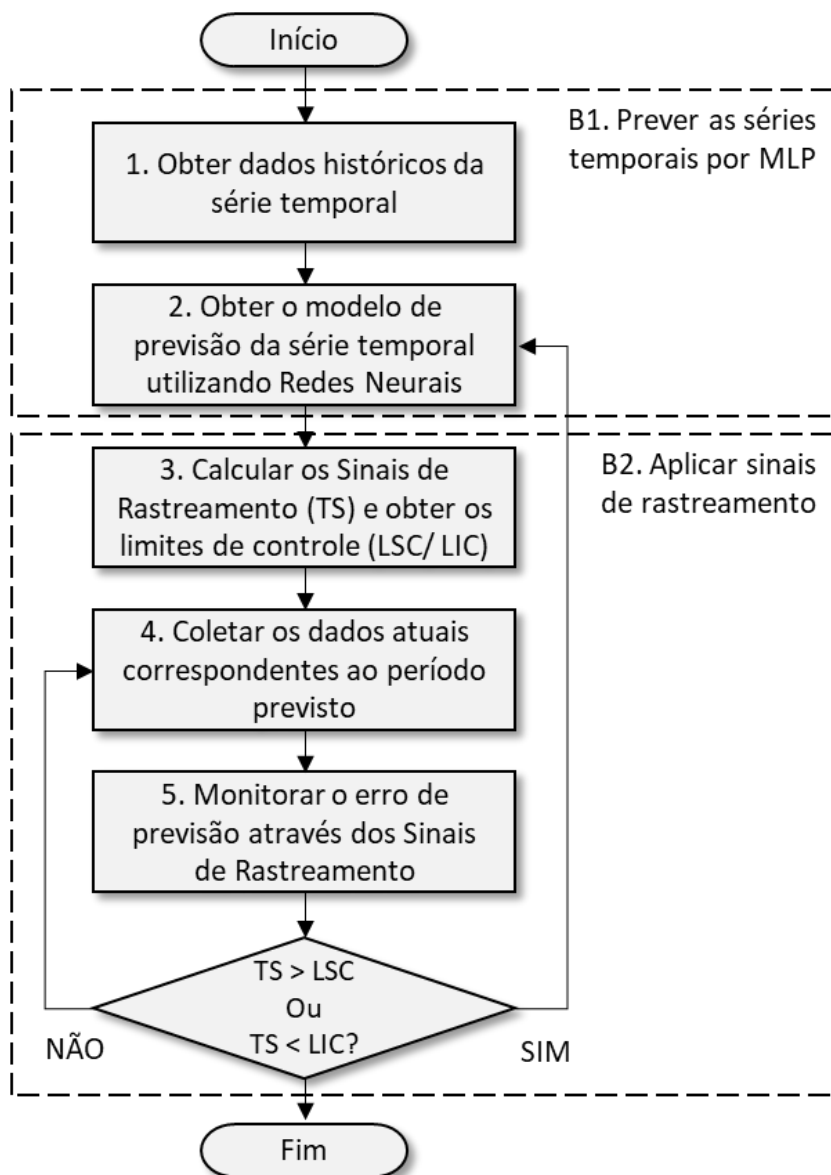 Início
B1. Prever as séries
temporais por MLP
1. Obter dados históricos da
série temporal
2. Obter o modelo de
previsão da série temporal
utilizando Redes Neurais
B2. Aplicar sinais
de rastreamento
3. Calcular os Sinais de
Rastreamento (TS) e obter os
limites de controle (LSC/ LIC)
4. Coletar os dados atuais
correspondentes ao período
previsto
5. Monitorar o erro de
previsão através dos Sinais
de Rastreamento
TS > LSC
Ou
TS < LIC?
NÃO
SIM
Fim